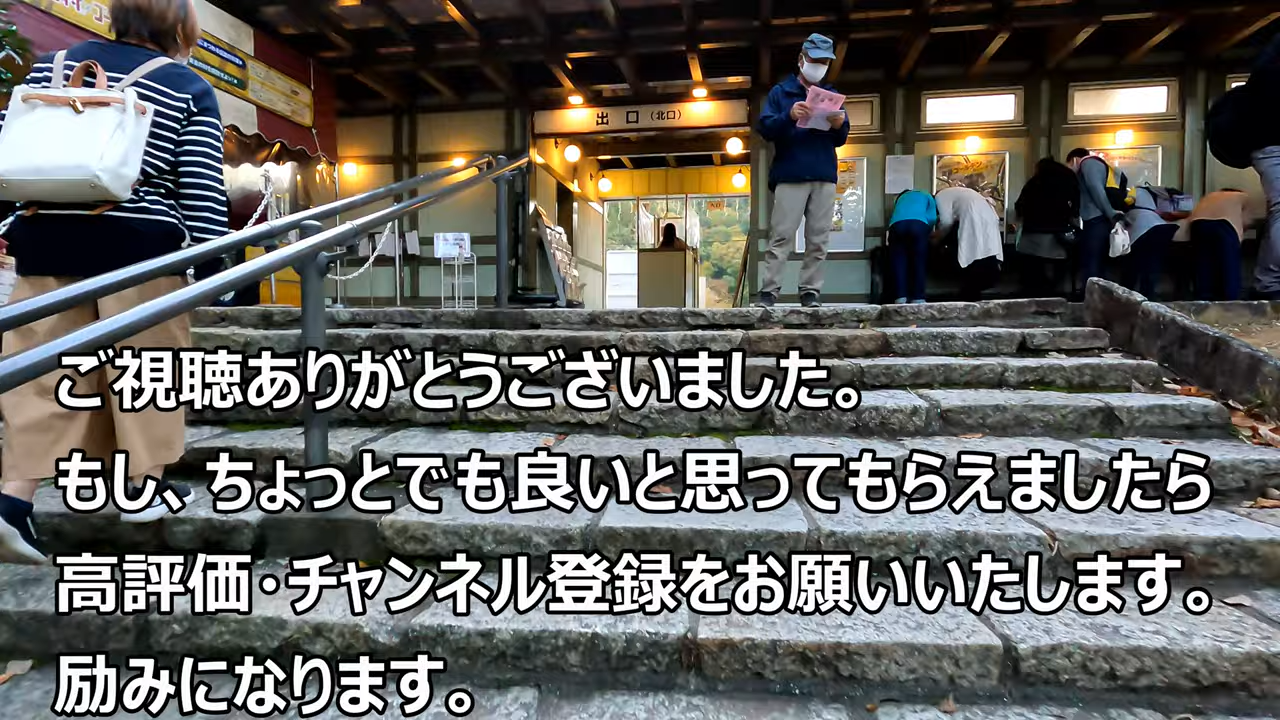 出口(北口)
ご視聴ありがとうございました。
もし、ちょっとでも良いと思ってもらえましたら
高評価・チャンネル登録をお願いいたします。
励みになります。